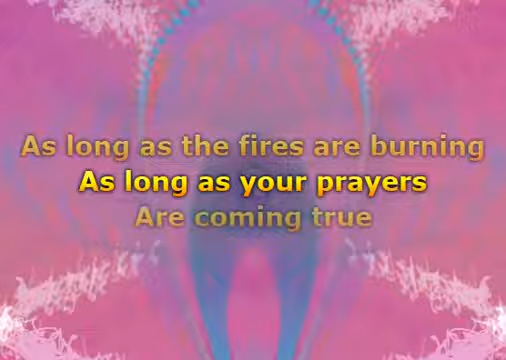 As long as the fires are burning
As long as your prayers
Are coming true